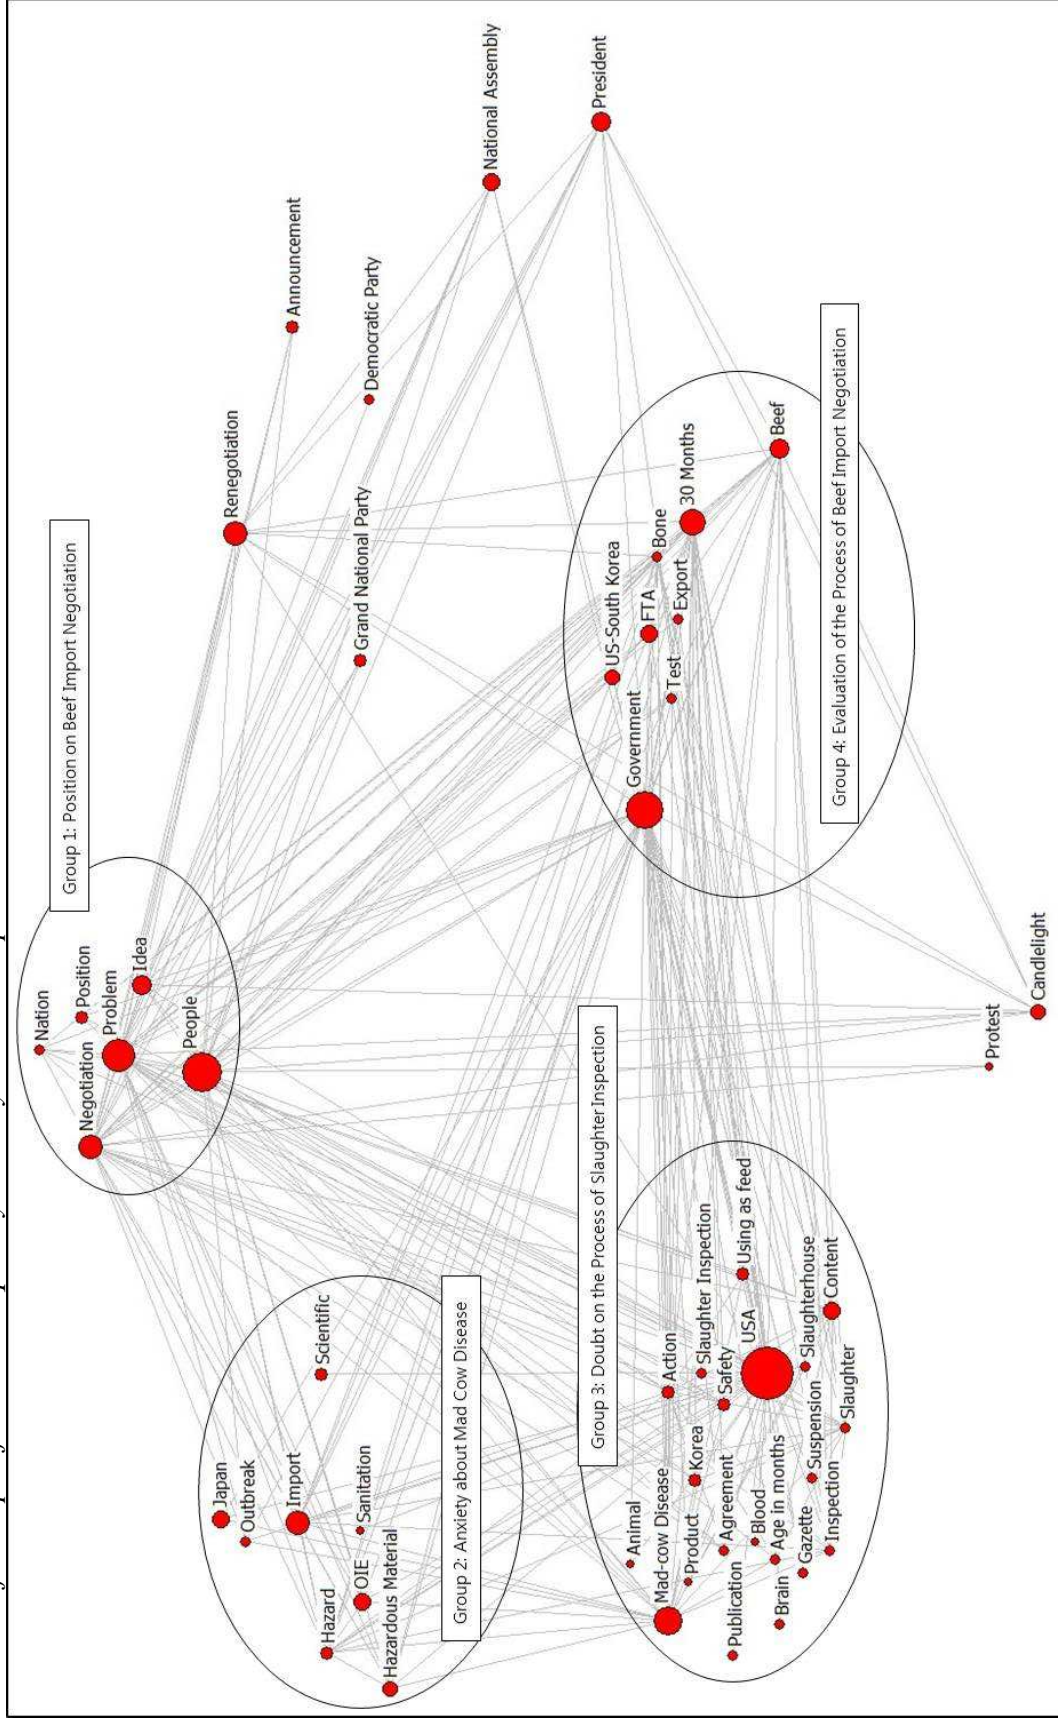 Nation
Position
Negotiation
Problem
Idea
People
Group 1: Position on Beef Import Negotiation
Renegotiation
Announcement
Democratic Party
Grand National Party
National Assembly
President
Japan
Outbreak
Import
Scientific
Hazard
OIE
Sanitation
Hazardous Material
Group 2: Anxiety about Mad Cow Disease
Group 3: Doubt on the Process of Slaughter Inspection
Animal
Mad-cow Disease
Action
Product
Korea
Slaughter Inspection
Publication
Agreement
Safety
Using as feed
Blood
USA
Brain
Age in months
Gazette
Suspension
Slaughterhouse
Inspection
Slaughter
Content
US-South Korea
Government
FTA
Bone
Test
Export
30 Months
Beef
Group 4: Evaluation of the Process of Beef Import Negotiation
Protest
Candlelight